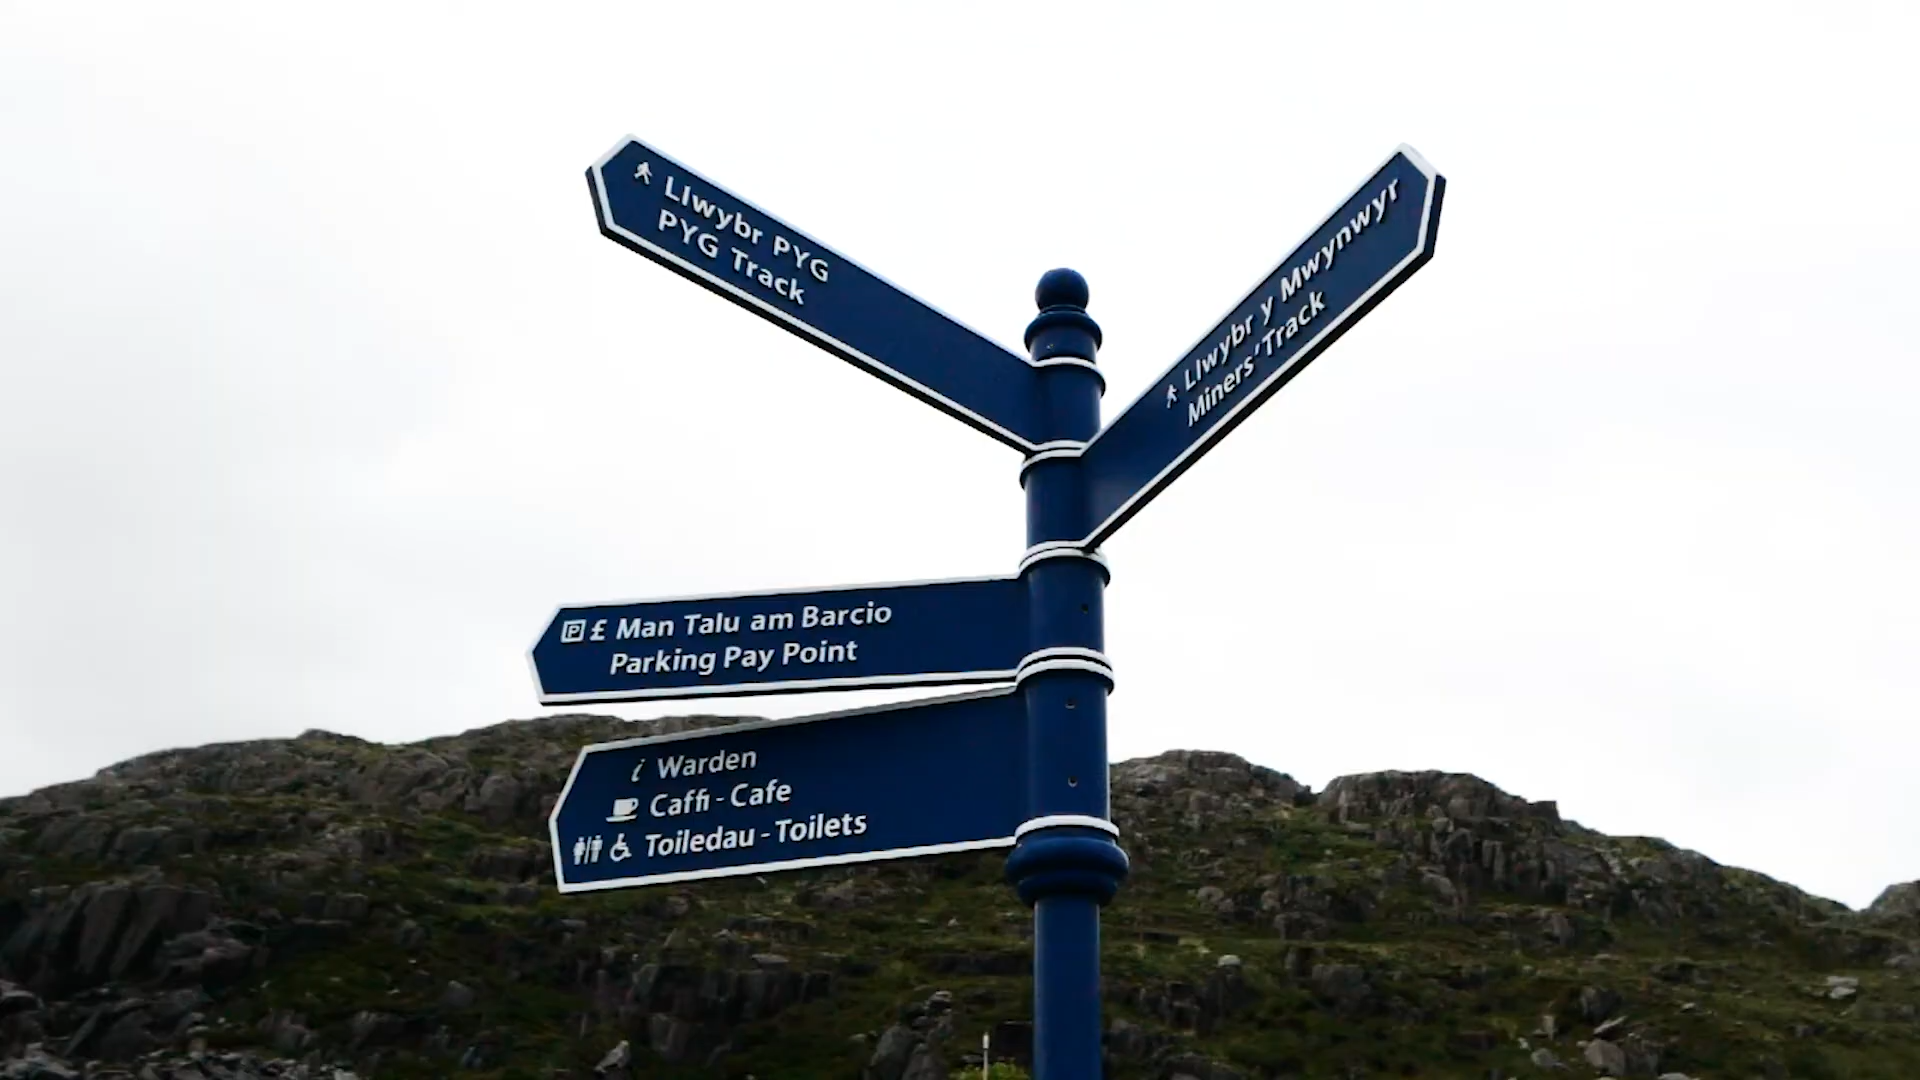 Llwybr PYG
PYG Track
Llwybr y Mwynwyr
Miners' Track
P £ Man Talu am Barcio
Parking Pay Point
i Warden
Caffi - Cafe
Toiledau - Toilets